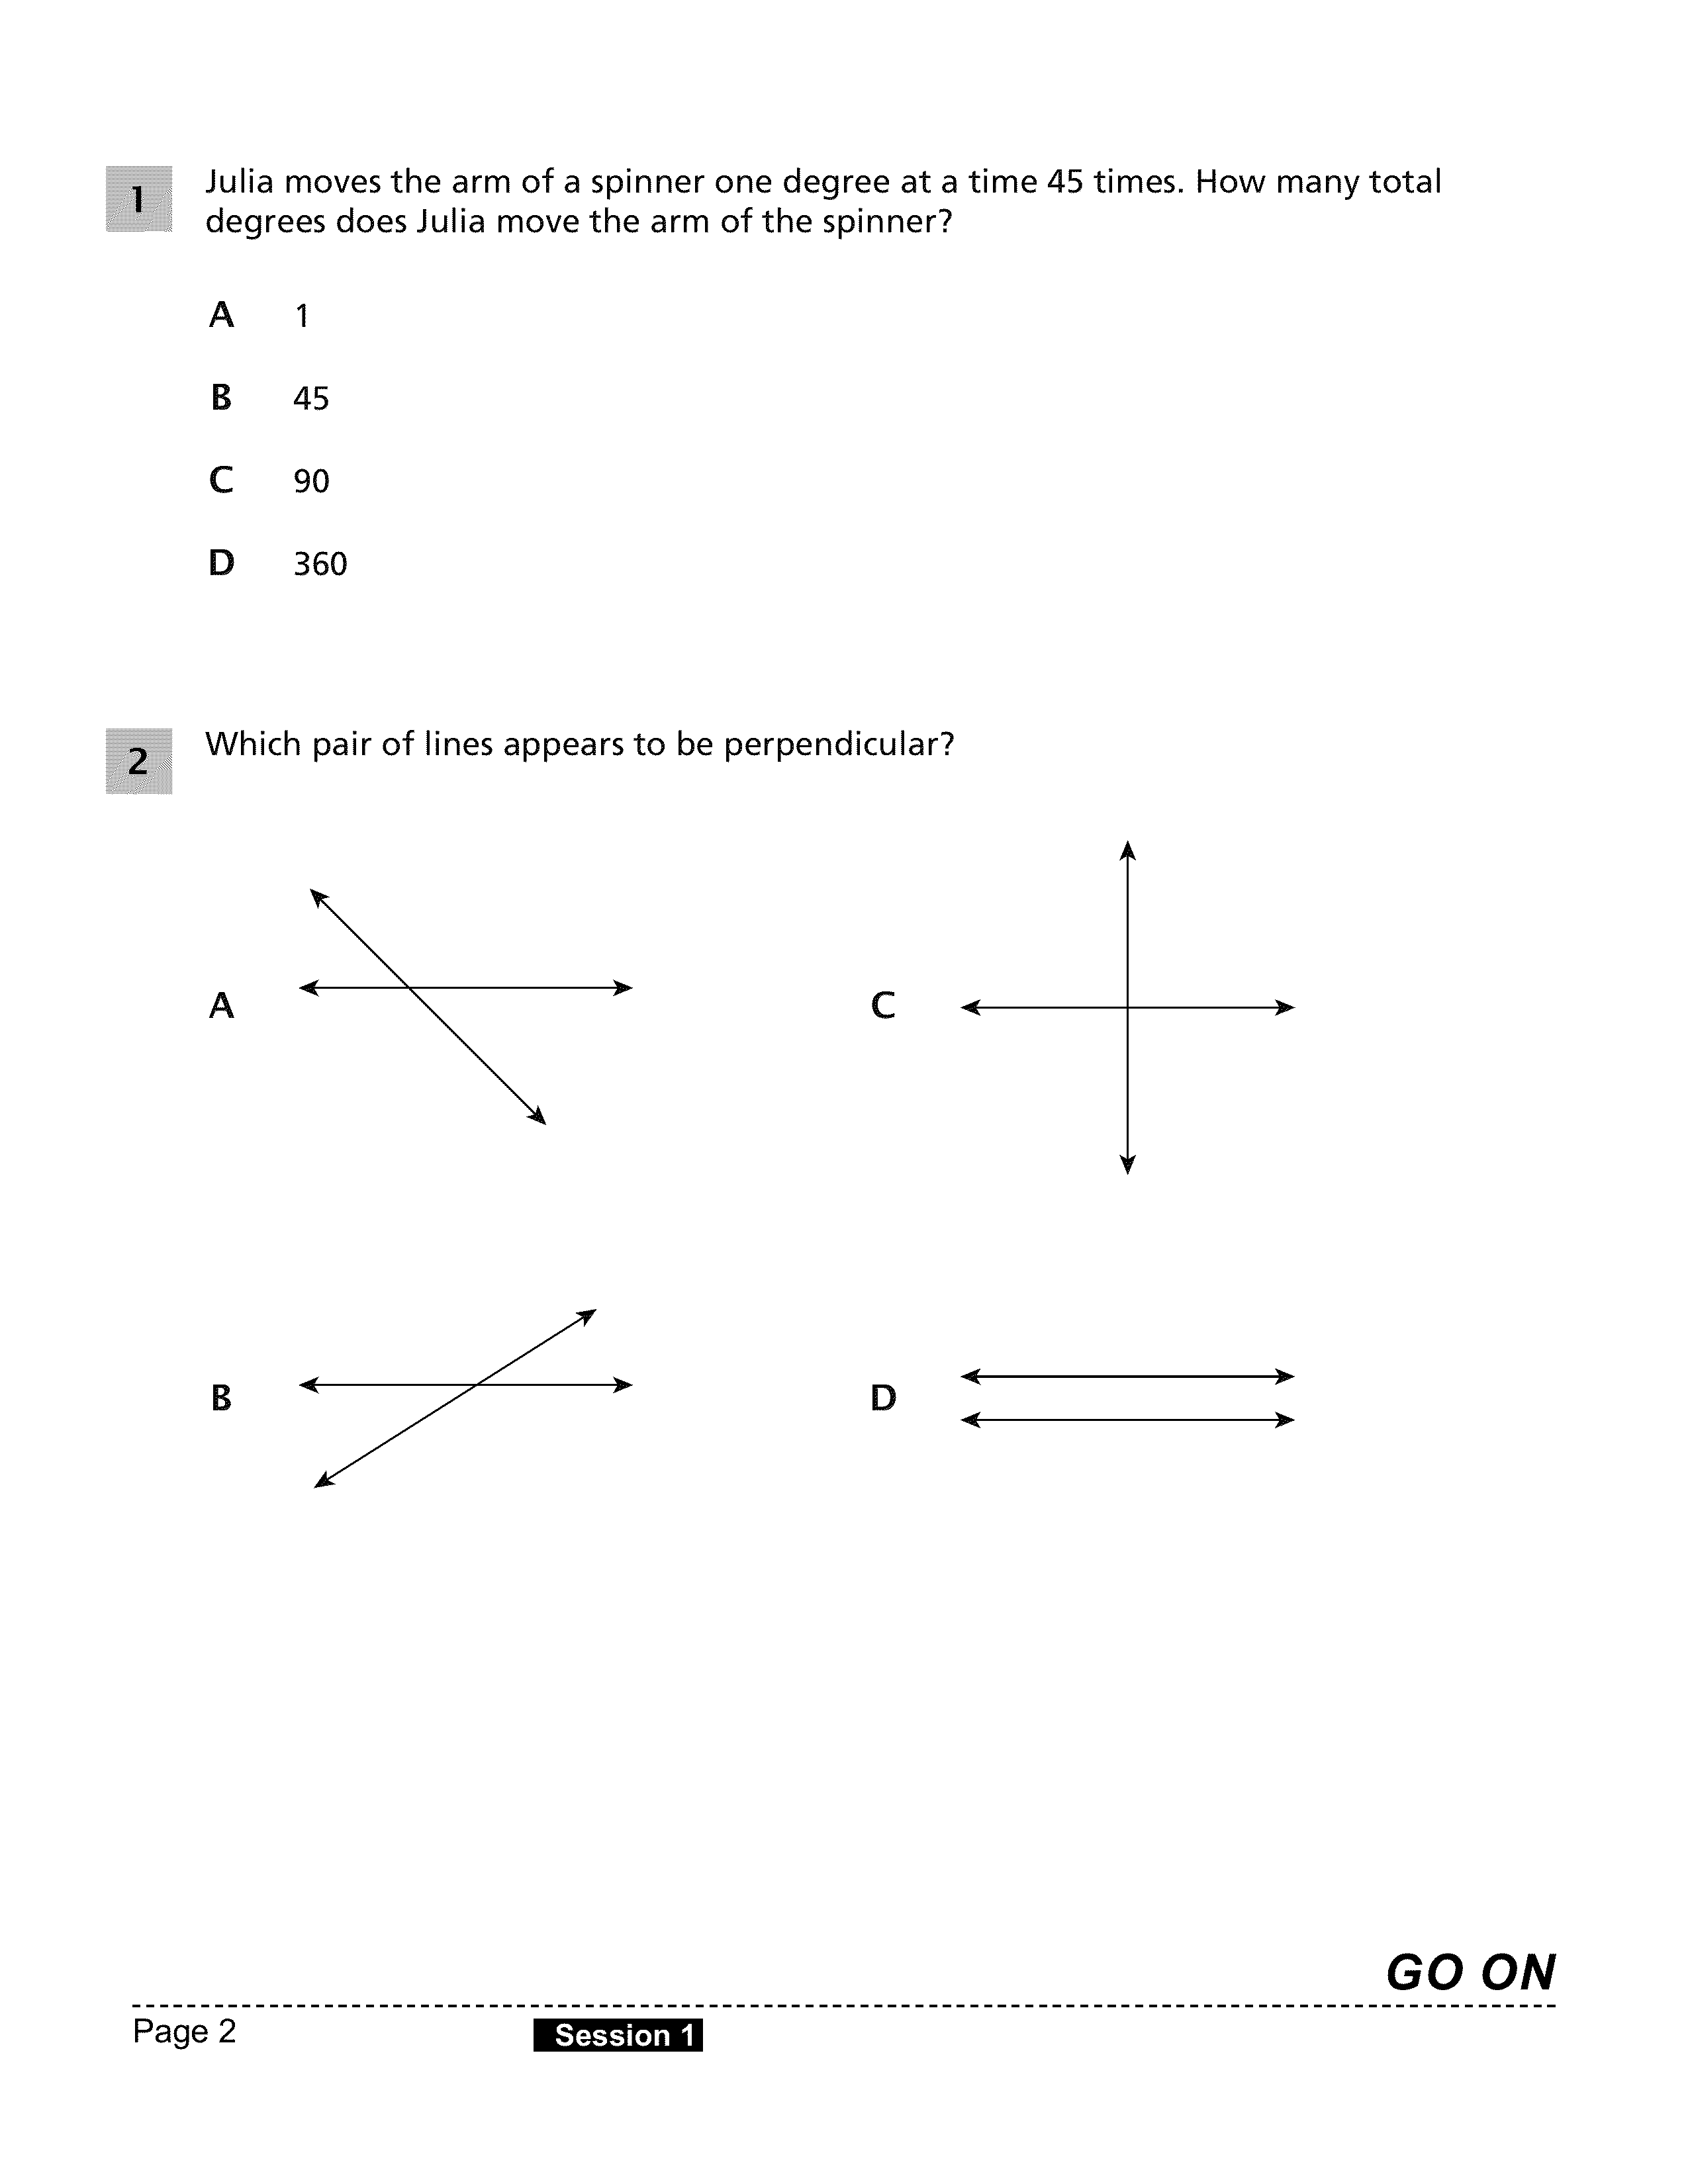 1
Julia moves the arm of a spinner one degree at a time 45 times. How many total
degrees does Julia move the arm of the spinner?
A 1
B 45
C 90
D 360
2
Which pair of lines appears to be perpendicular?
A
C
B
D
GO ON
Page 2
Session 1